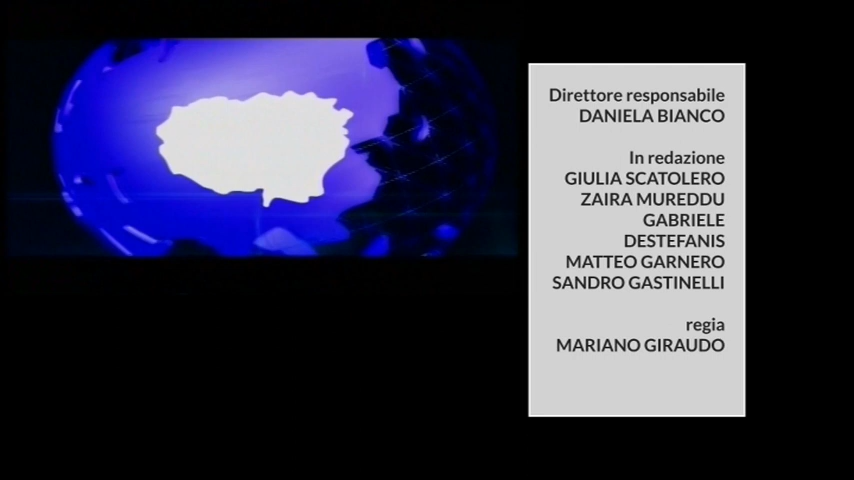 Direttore responsabile
DANIELA BIANCO
In redazione
GIULIA SCATOLERO
ZAIRA MUREDDU
GABRIELE
DESTEFANIS
MATTEO GARNERO
SANDRO GASTINELLI
regia
MARIANO GIRAUDO